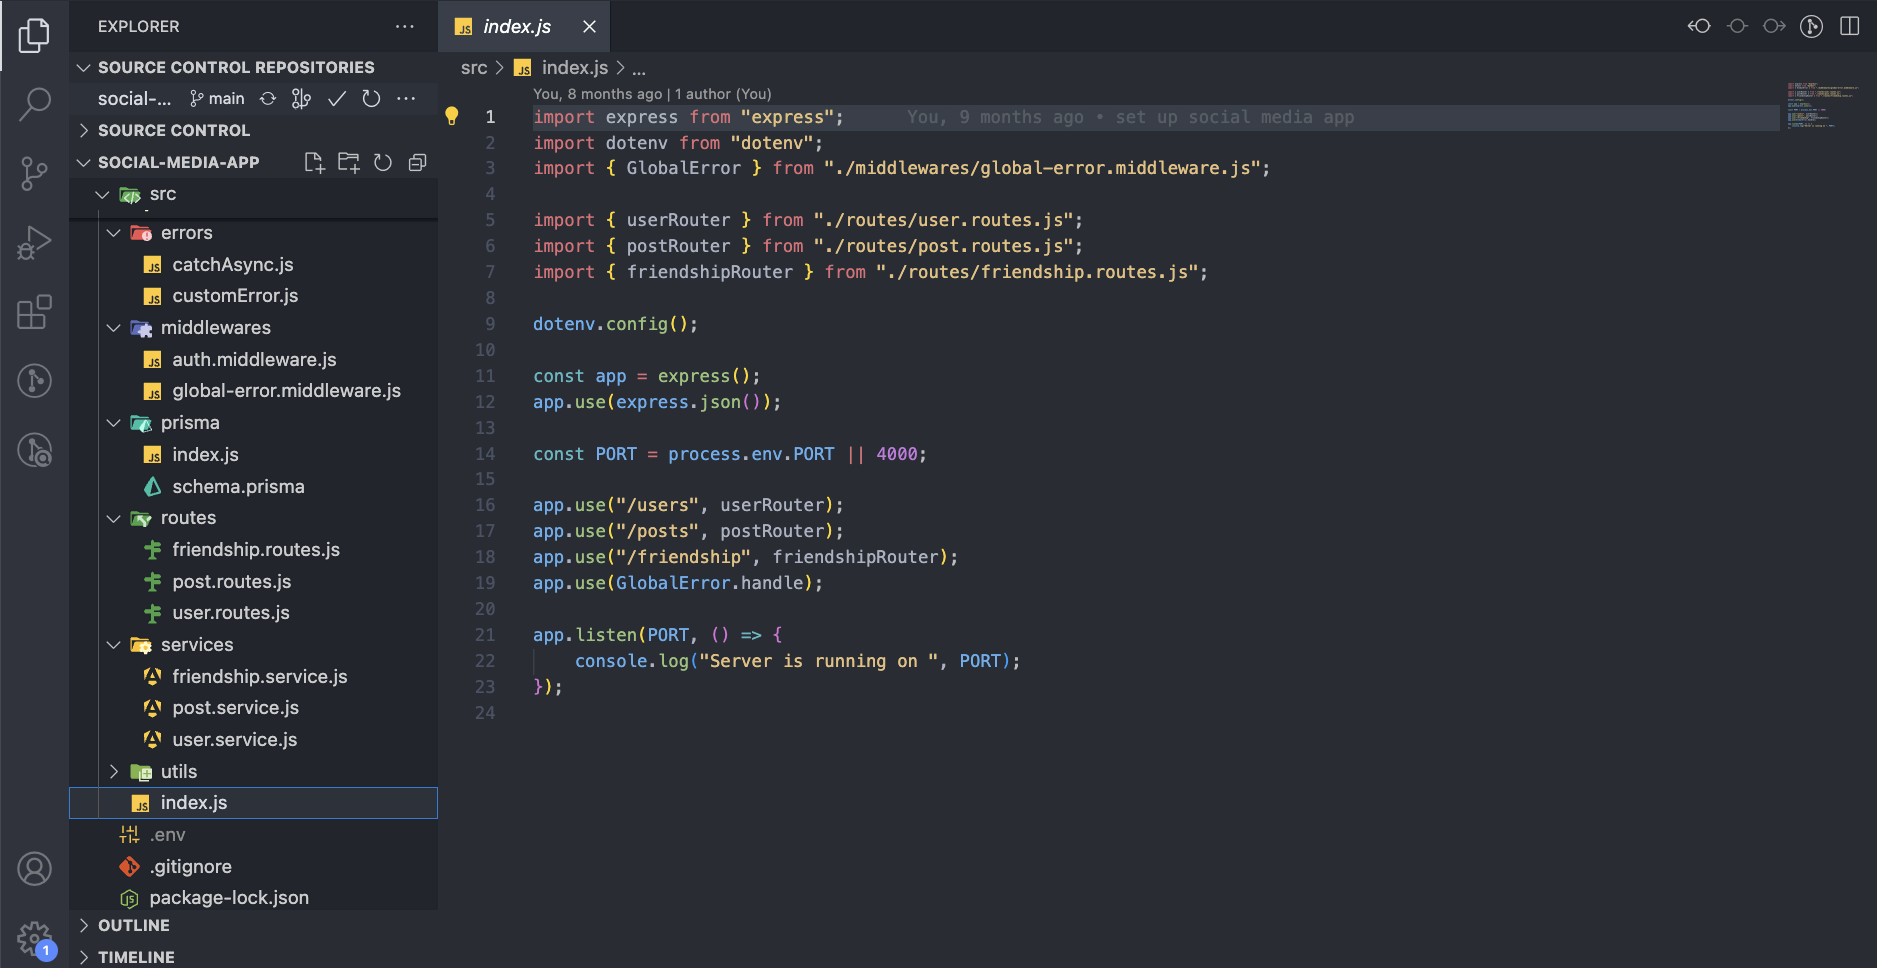 EXPLORER
SOURCE CONTROL REPOSITORIES
social-... main
SOURCE CONTROL
SOCIAL-MEDIA-APP
src
errors
catchAsync.js
customError.js
middlewares
auth.middleware.js
global-error.middleware.js
prisma
index.js
schema.prisma
routes
friendship.routes.js
post.routes.js
user.routes.js
services
friendship.service.js
post.service.js
user.service.js
utils
index.js
.env
.gitignore
package-lock.json
OUTLINE
TIMELINE
1
index.js
src > index.js > ...
You, 8 months ago | 1 author (You)
1 import express from "express"; You, 9 months ago • set up social media app
2 import dotenv from "dotenv";
3 import { GlobalError } from "./middlewares/global-error.middleware.js";
4
5 import { userRouter } from "./routes/user.routes.js";
6 import { postRouter } from "./routes/post.routes.js";
7 import { friendshipRouter } from "./routes/friendship.routes.js";
8
9 dotenv.config();
10
11 const app = express();
12 app.use(express.json());
13
14 const PORT = process.env.PORT || 4000;
15
16 app.use("/users", userRouter);
17 app.use("/posts", postRouter);
18 app.use("/friendship", friendshipRouter);
19 app.use(GlobalError.handle);
20
21 app.listen(PORT, () => {
22 console.log("Server is running on ", PORT);
23 });
24